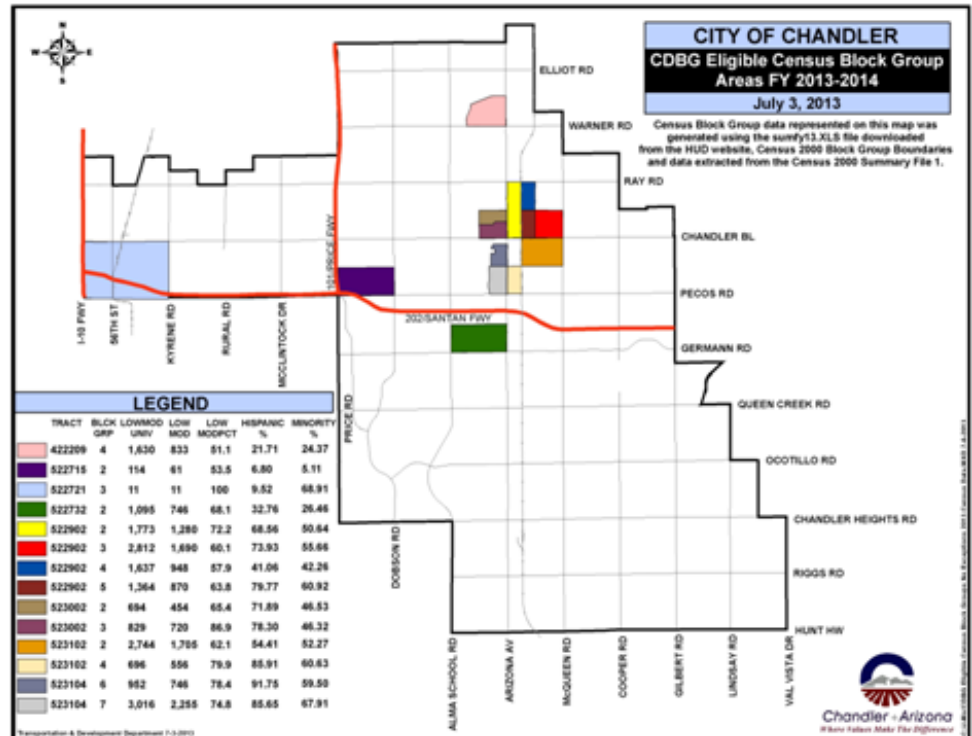 N
W
E
S
CITY OF CHANDLER
CDBG Eligible Census Block Group
Areas FY 2013-2014
July 3, 2013
Census Block Group data represented on this map was
generated using the sumfy13.XLS file downloaded
from the HUD website, Census 2000 Block Group Boundaries
and data extracted from the Census 2000 Summary File 1.
ELLIOT RD
WARNER RD
RAY RD
CHANDLER BL
PECOS RD
GERMANN RD
QUEEN CREEK RD
OCOTILLO RD
CHANDLER HEIGHTS RD
RIGGS RD
HUNT HW
101/PRICE FWY
202/SANTAN FWY
I-10 FWY
56TH ST
KYRENE RD
RURAL RD
MCCLINTOCK DR
PRICE RD
DOBSON RD
ALMA SCHOOL RD
ARIZONA AV
McQUEEN RD
COOPER RD
GILBERT RD
LINDSAY RD
VAL VISTA DR
LEGEND
TRACT BLCK GRP LOWMOD UNIV LOW MOD LOW MODPCT HISPANIC % MINORITY %
422209 4 1,630 833 51.1 21.71 24.37
522715 2 114 61 53.5 6.80 5.11
522721 3 11 11 100 9.52 68.91
522732 2 1,095 746 68.1 32.76 26.46
522902 2 1,773 1,280 72.2 68.56 50.64
522902 3 2,812 1,690 60.1 73.93 55.66
522902 4 1,637 948 57.9 41.06 42.26
522902 5 1,364 870 63.8 79.77 60.92
523002 2 694 454 65.4 71.89 46.53
523002 3 829 720 86.9 78.30 46.32
523102 2 2,744 1,705 62.1 54.41 52.27
523102 4 696 556 79.9 85.91 60.63
523104 6 952 746 78.4 91.75 59.50
523104 7 3,016 2,255 74.8 85.65 67.91
Transportation & Development Department 7-3-2013
Chandler Arizona
Where Values Make The Difference